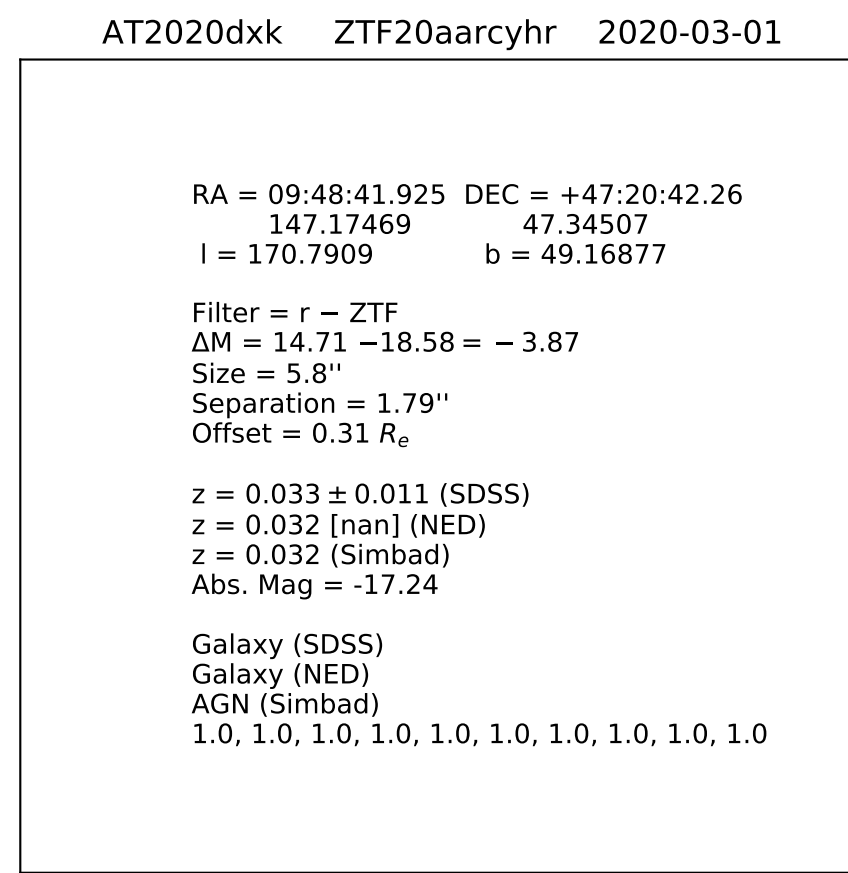 AT2020dxk ZTF20aarcyhr 2020-03-01
RA = 09:48:41.925 DEC = +47:20:42.26
147.17469 47.34507
l = 170.7909 b = 49.16877
Filter = r − ZTF
ΔM = 14.71 −18.58 = − 3.87
Size = 5.8''
Separation = 1.79''
Offset = 0.31 Re
z = 0.033 ± 0.011 (SDSS)
z = 0.032 [nan] (NED)
z = 0.032 (Simbad)
Abs. Mag = -17.24
Galaxy (SDSS)
Galaxy (NED)
AGN (Simbad)
1.0, 1.0, 1.0, 1.0, 1.0, 1.0, 1.0, 1.0, 1.0, 1.0